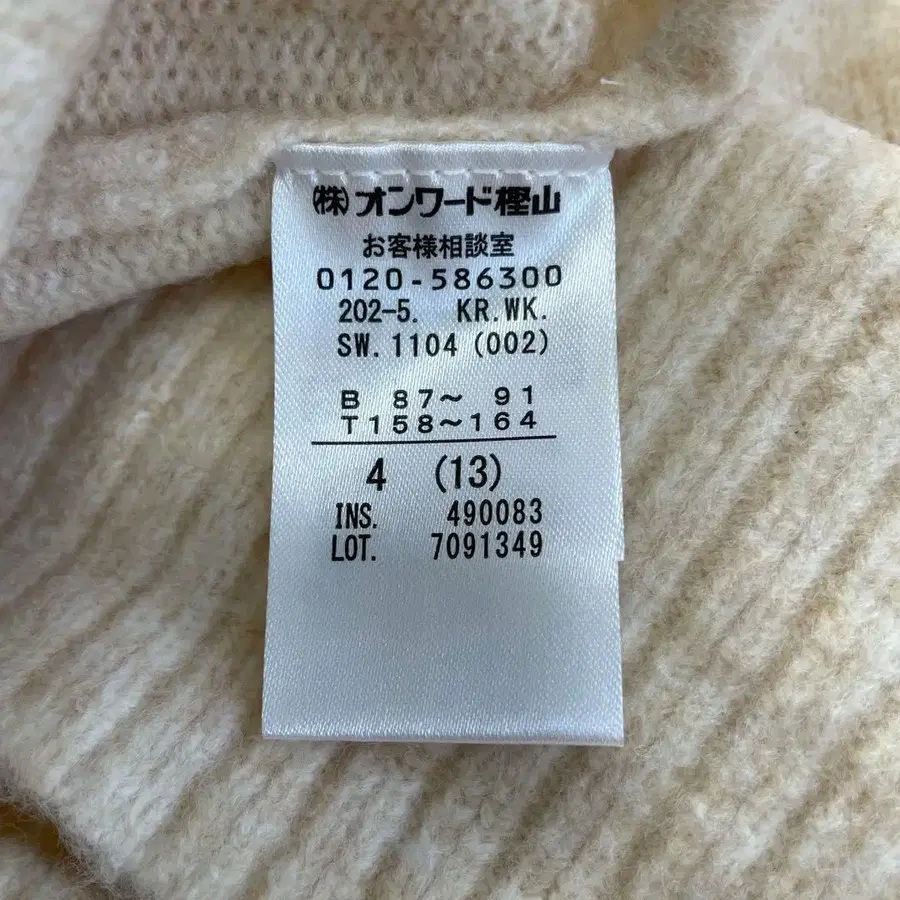 ㈱オンワード樫山
お客様相談室
0120-586300
202-5. KR.WK.
SW.1104(002)
B 87～ 91
T158～164
4 (13)
INS. 490083
LOT. 7091349